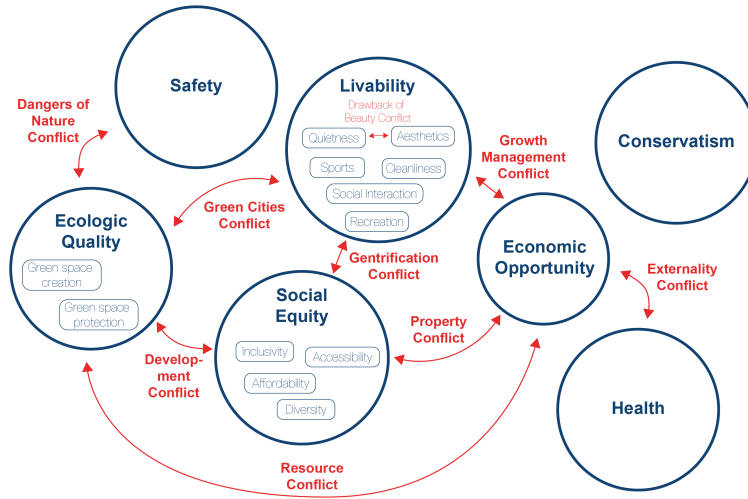 Safety
Livability
Drawback of
Beauty Conflict
Quietness
Aesthetics
Sports
Cleanliness
Social Interaction
Recreation
Conservatism
Dangers of
Nature
Conflict
Growth
Management
Conflict
Green Cities
Conflict
Ecologic
Quality
Green space
creation
Green space
protection
Gentrification
Conflict
Economic
Opportunity
Externality
Conflict
Social
Equity
Inclusivity
Accessibility
Affordability
Diversity
Property
Conflict
Develop-
ment
Conflict
Health
Resource
Conflict